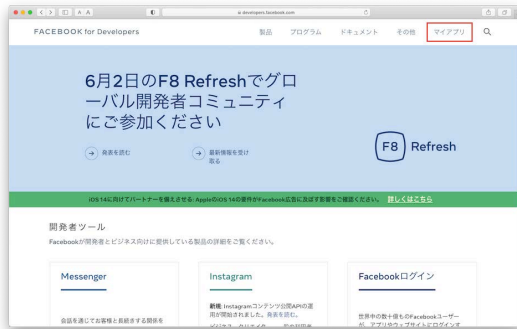 developers.facebook.com
FACEBOOK for Developers
製品 プログラム ドキュメント その他 マイアプリ
6月2日のF8 Refreshでグロ
ーバル開発者コミュニティ
にご参加ください
発表を読む
最新情報を受け
取る
F8 Refresh
iOS 14に向けてパートナーを備えさせる: AppleのiOS 14の要件がFacebook広告に及ぼす影響をご確認ください。 詳しくはこちら
開発者ツール
Facebookが開発者とビジネス向けに提供している製品の詳細をご覧ください。
Messenger
会話を通じてお客様と長続きする関係を
Instagram
新規: Instagramコンテンツ公開APIの運
用が開始されました。発表を読む。
Facebookログイン
世界中の数十億ものFacebookユーザー
が、アプリやウェブサイトにログインす